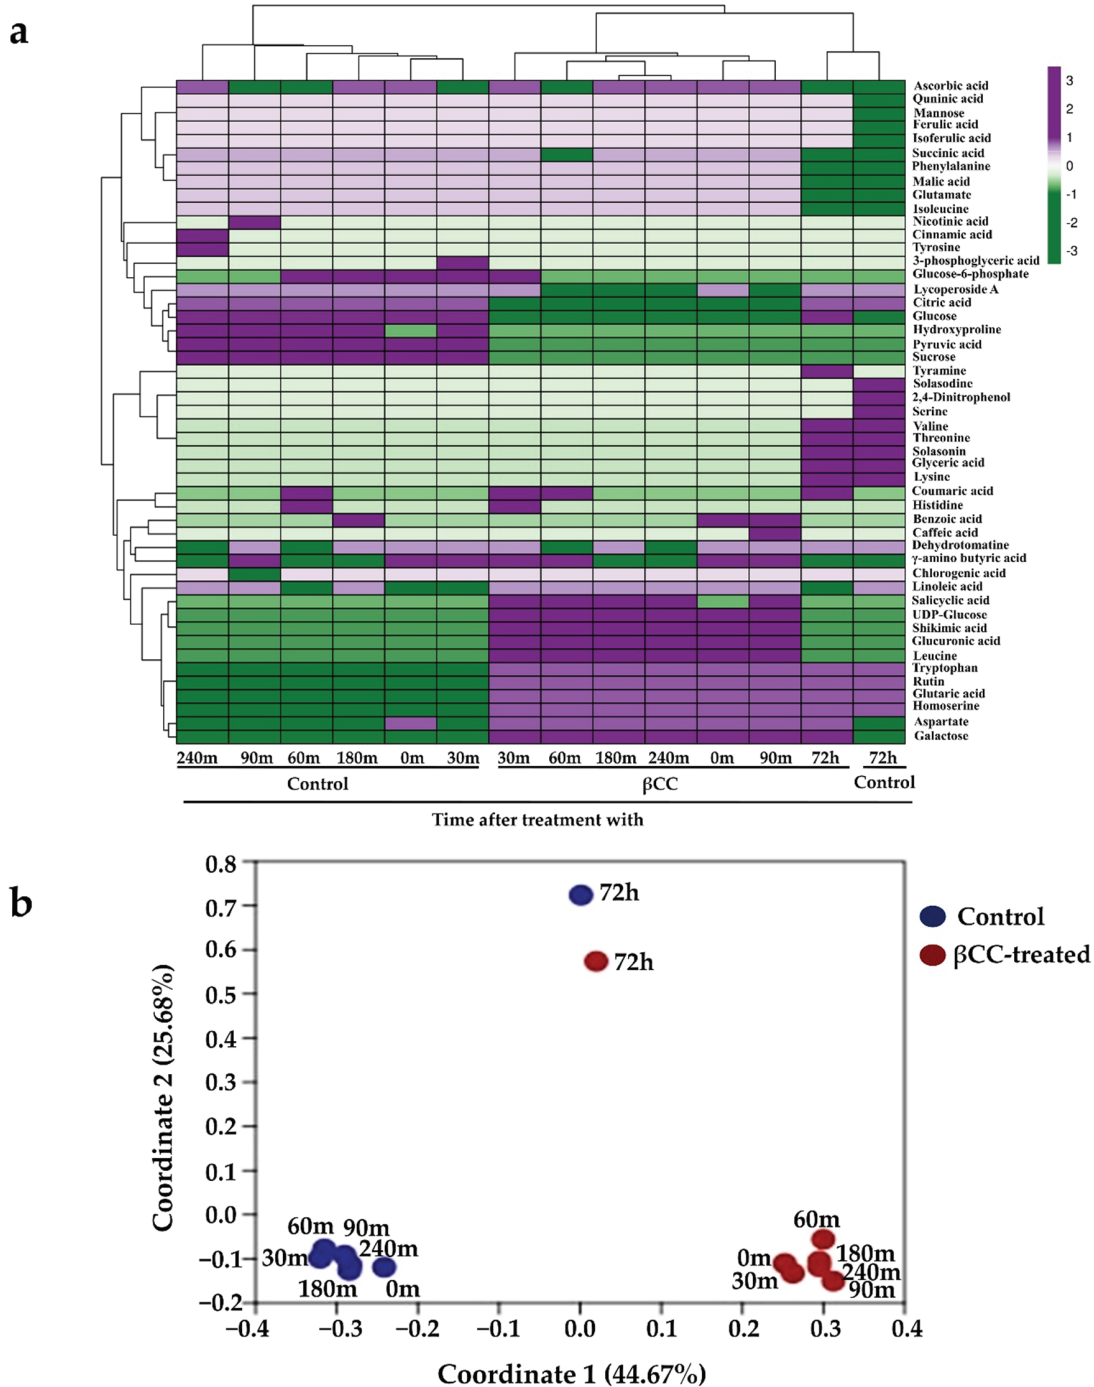 a
Ascorbic acid
Quninic acid
Mannose
Ferulic acid
Isoferulic acid
Succinic acid
Phenylalanine
Malic acid
Glutamate
Isoleucine
Nicotinic acid
Cinnamic acid
Tyrosine
3-phosphoglyceric acid
Glucose-6-phosphate
Lycoperoside A
Citric acid
Glucose
Hydroxyproline
Pyruvic acid
Sucrose
Tyramine
Solasodine
2,4-Dinitrophenol
Serine
Valine
Threonine
Solasonin
Glyceric acid
Lysine
Coumaric acid
Histidine
Benzoic acid
Caffeic acid
Dehydrotomatine
γ-amino butyric acid
Chlorogenic acid
Linoleic acid
Salicyclic acid
UDP-Glucose
Shikimic acid
Glucuronic acid
Leucine
Tryptophan
Rutin
Glutaric acid
Homoserine
Aspartate
Galactose
3
2
1
0
-1
-2
-3
240m 90m 60m 180m 0m 30m 30m 60m 180m 240m 0m 90m 72h 72h
Control βCC Control
Time after treatment with
b
0.8
0.7
0.6
0.5
0.4
0.3
0.2
0.1
0.0
−0.1
−0.2
Coordinate 2 (25.68%)
72h
72h
60m 90m
30m 240m
180m 0m
60m
0m 180m
30m 240m
90m
Control
βCC-treated
−0.4 −0.3 −0.2 −0.1 0.0 0.1 0.2 0.3 0.4
Coordinate 1 (44.67%)